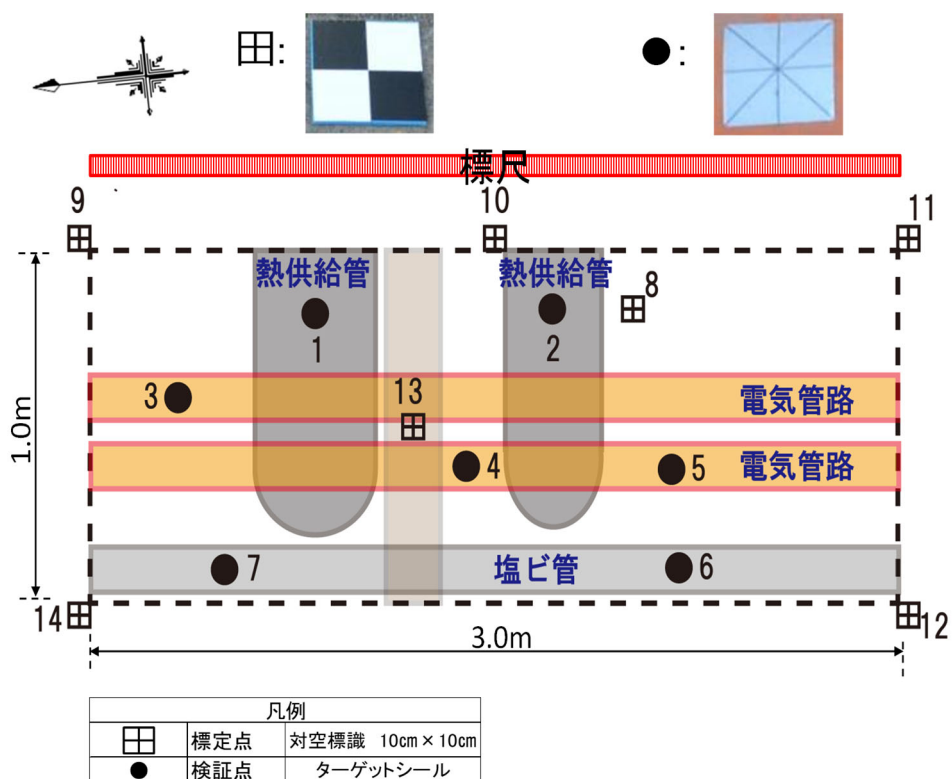 田:
●:
標尺
9
10
11
熱供給管
熱供給管
8
1
2
13
3
電気管路
1.0m
4
5
電気管路
7
塩ビ管
6
14
12
3.0m
凡例
標定点 対空標識 10cm×10cm
● 検証点 ターゲットシール